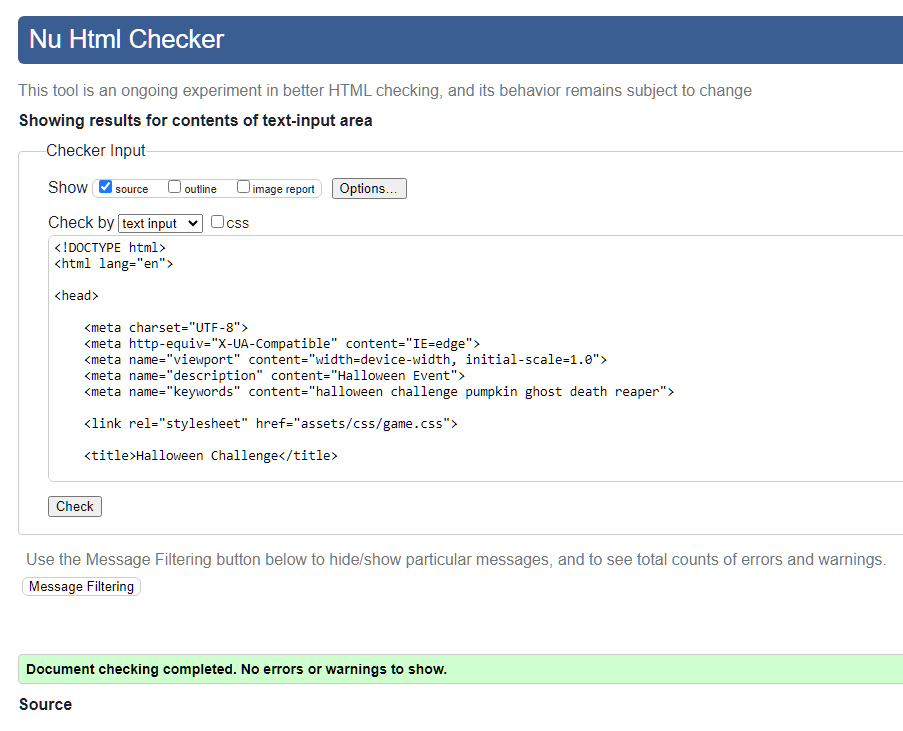 Nu Html Checker
This tool is an ongoing experiment in better HTML checking, and its behavior remains subject to change
Showing results for contents of text-input area
Checker Input
Show source outline image report Options...
Check by text input css
<!DOCTYPE html>
<html lang="en">
<head>
<meta charset="UTF-8">
<meta http-equiv="X-UA-Compatible" content="IE=edge">
<meta name="viewport" content="width=device-width, initial-scale=1.0">
<meta name="description" content="Halloween Event">
<meta name="keywords" content="halloween challenge pumpkin ghost death reaper">
<link rel="stylesheet" href="assets/css/game.css">
<title>Halloween Challenge</title>
Check
Use the Message Filtering button below to hide/show particular messages, and to see total counts of errors and warnings.
Message Filtering
Document checking completed. No errors or warnings to show.
Source